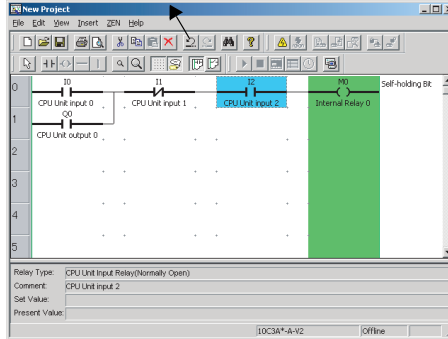 New Project
File Edit View Insert ZEN Help
0 I0 I1 I2 M0 Self-holding Bit
CPU Unit input 0 CPU Unit input 1 CPU Unit input 2 Internal Relay 0
1 Q0
CPU Unit output 0
2
3
4
5
Relay Type: CPU Unit Input Relay(Normally Open)
Comment: CPU Unit input 2
Set Value:
Present Value:
10C3A*-A-V2 Offline